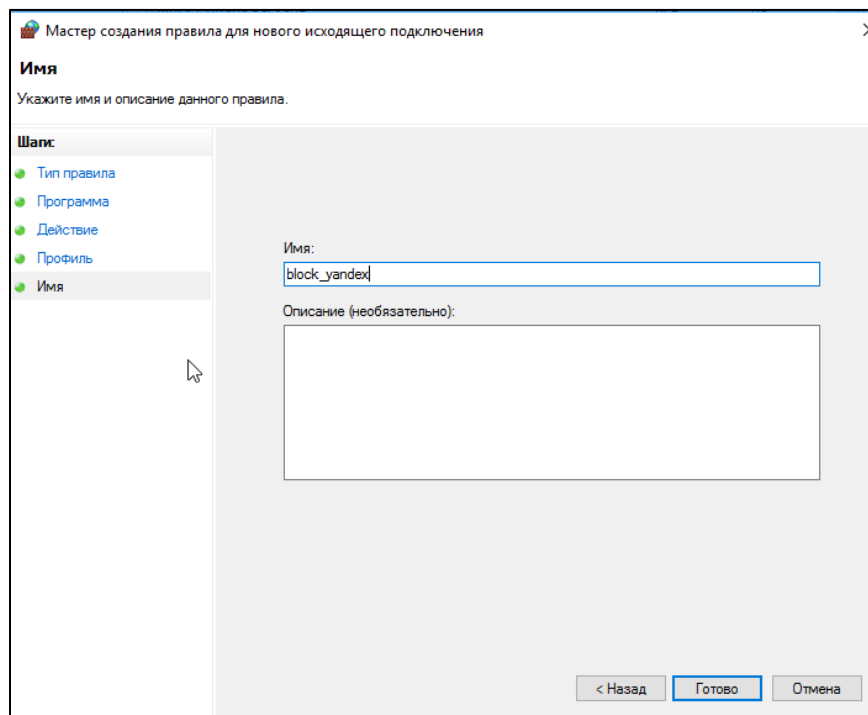 Мастер создания правила для нового исходящего подключения
Имя
Укажите имя и описание данного правила.
Шаги:
Тип правила
Программа
Действие
Профиль
Имя
Имя:
block_yandex
Описание (необязательно):
< Назад
Готово
Отмена